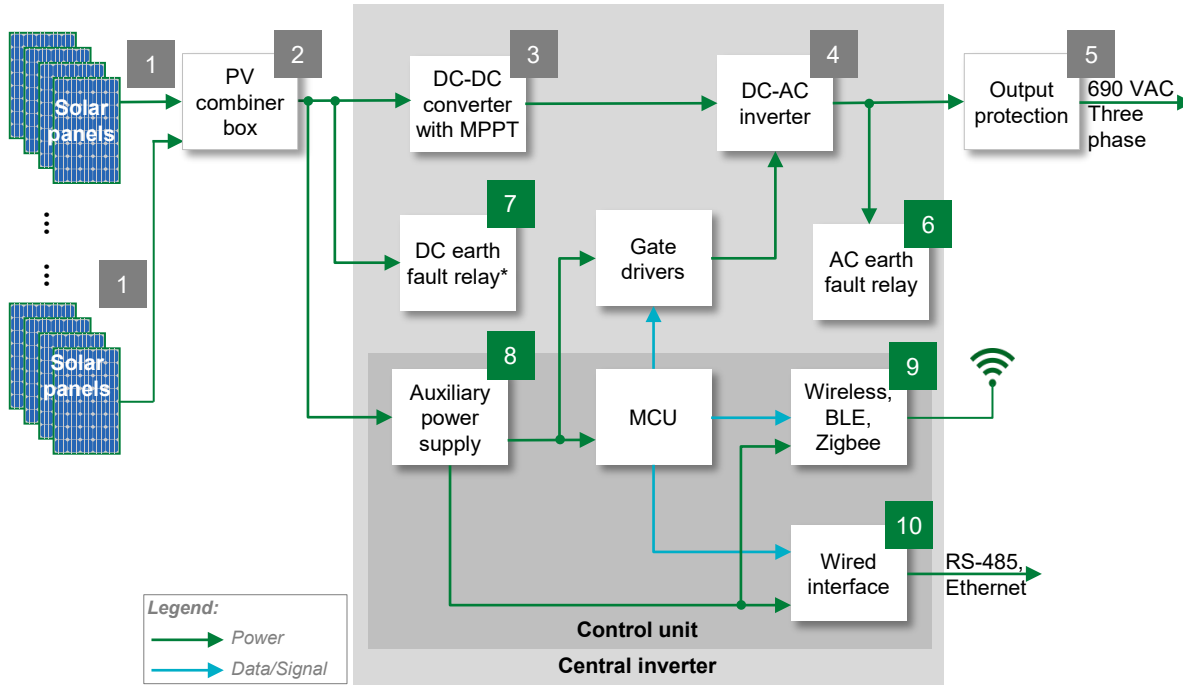 1
2
3
4
5
Solar
panels
PV
combiner
box
DC-DC
converter
with MPPT
DC-AC
inverter
Output
protection
690 VAC
Three
phase
7
6
DC earth
fault relay*
Gate
drivers
AC earth
fault relay
1
Solar
panels
8
9
Auxiliary
power
supply
MCU
Wireless,
BLE,
Zigbee
10
Wired
interface
RS-485,
Ethernet
Legend:
Power
Data/Signal
Control unit
Central inverter